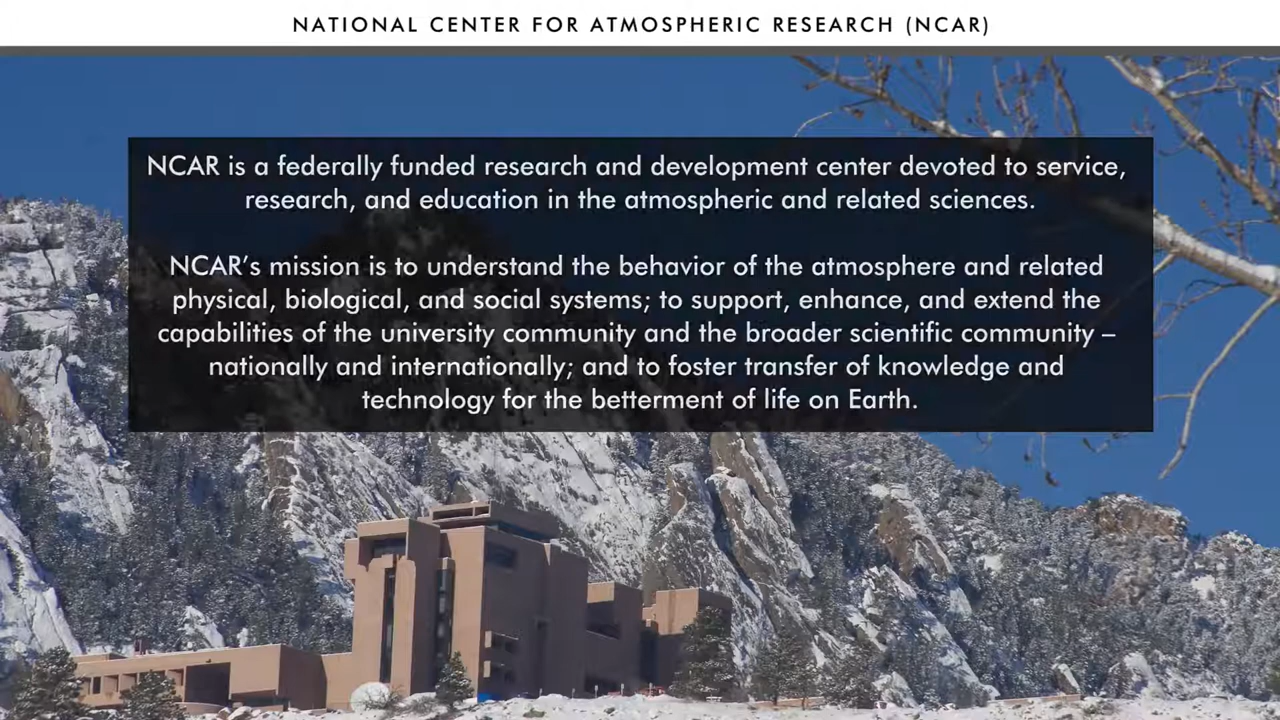 NATIONAL CENTER FOR ATMOSPHERIC RESEARCH (NCAR)
NCAR is a federally funded research and development center devoted to service,
research, and education in the atmospheric and related sciences.
NCAR's mission is to understand the behavior of the atmosphere and related
physical, biological, and social systems; to support, enhance, and extend the
capabilities of the university community and the broader scientific community –
nationally and internationally; and to foster transfer of knowledge and
technology for the betterment of life on Earth.